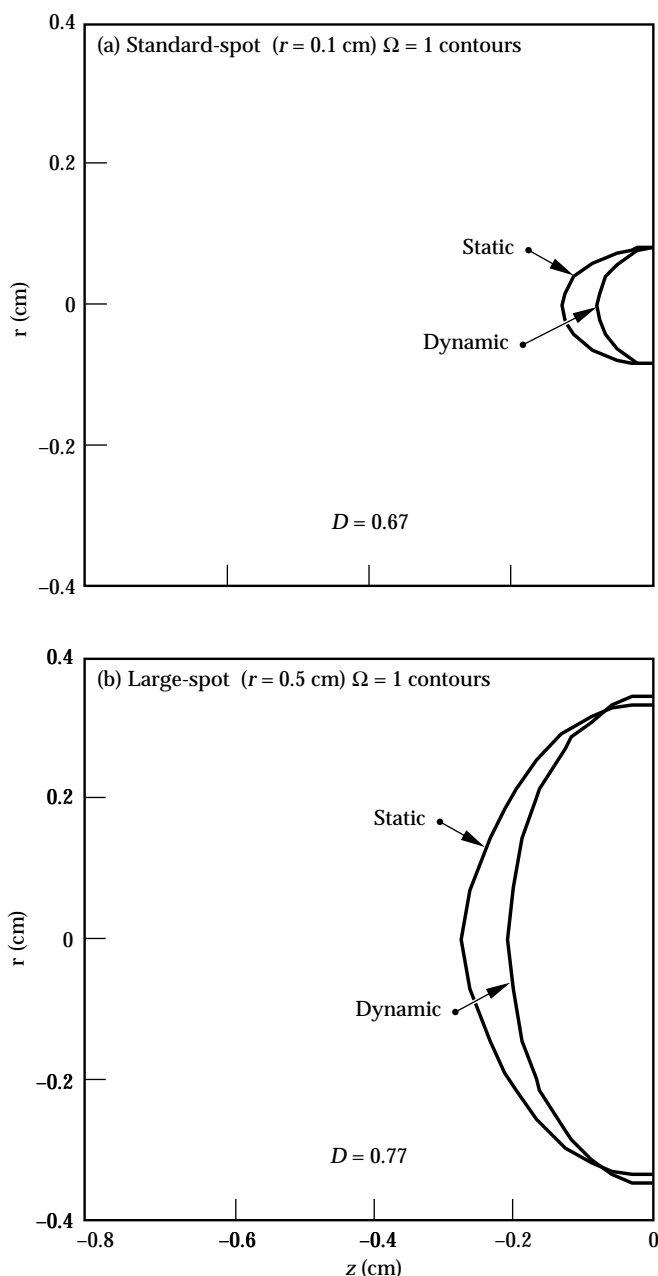 0.4
(a) Standard-spot (r = 0.1 cm) Ω = 1 contours
0.2
Static
r (cm)
0
Dynamic
–0.2
D = 0.67
–0.4
0.4
(b) Large-spot (r = 0.5 cm) Ω = 1 contours
0.2
Static
r (cm)
0
Dynamic
–0.2
D = 0.77
–0.4
–0.8 –0.6 –0.4 –0.2 0
z (cm)